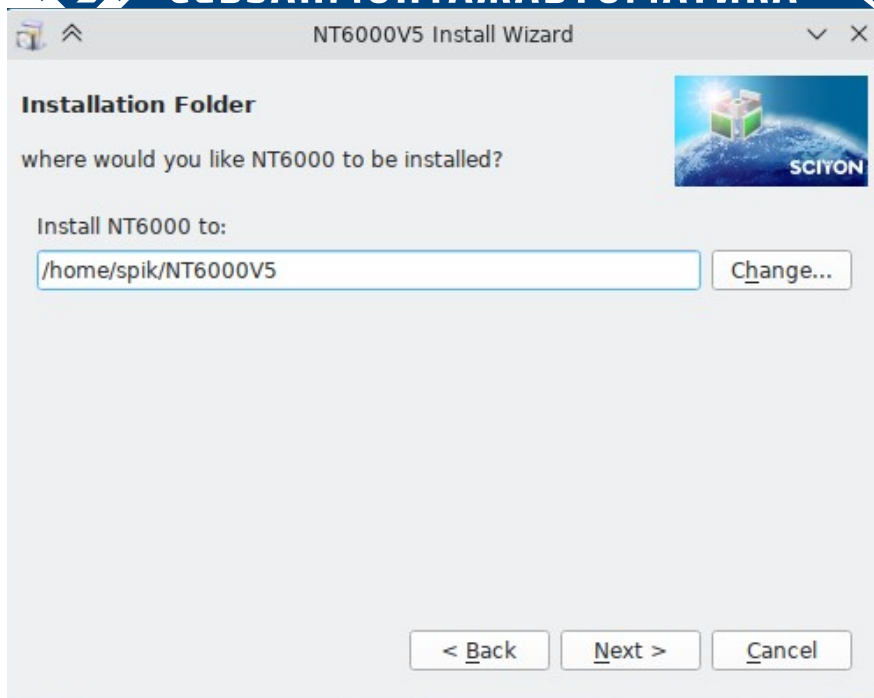 СЕВЗАПМОНТАЖАВТОМАТИКА
NT6000V5 Install Wizard
Installation Folder
where would you like NT6000 to be installed?
SCIYON
Install NT6000 to:
/home/spik/NT6000V5
Change...
< Back
Next >
Cancel